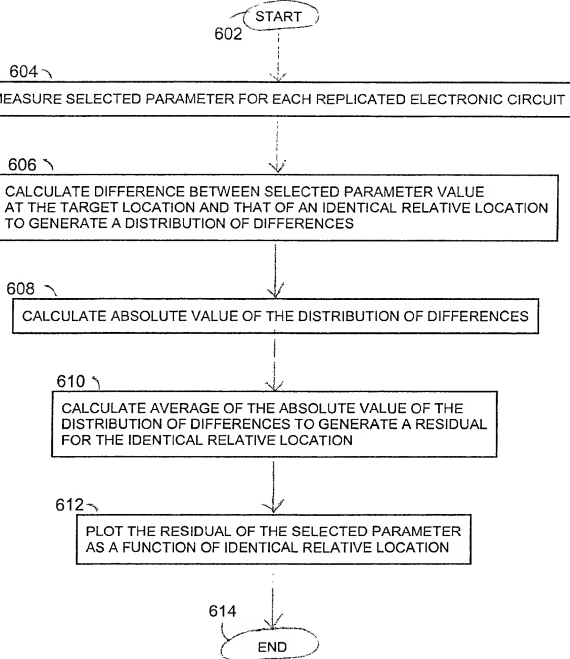 START
602
604
MEASURE SELECTED PARAMETER FOR EACH REPLICATED ELECTRONIC CIRCUIT
606
CALCULATE DIFFERENCE BETWEEN SELECTED PARAMETER VALUE
AT THE TARGET LOCATION AND THAT OF AN IDENTICAL RELATIVE LOCATION
TO GENERATE A DISTRIBUTION OF DIFFERENCES
608
CALCULATE ABSOLUTE VALUE OF THE DISTRIBUTION OF DIFFERENCES
610
CALCULATE AVERAGE OF THE ABSOLUTE VALUE OF THE
DISTRIBUTION OF DIFFERENCES TO GENERATE A RESIDUAL
FOR THE IDENTICAL RELATIVE LOCATION
612
PLOT THE RESIDUAL OF THE SELECTED PARAMETER
AS A FUNCTION OF IDENTICAL RELATIVE LOCATION
614
END